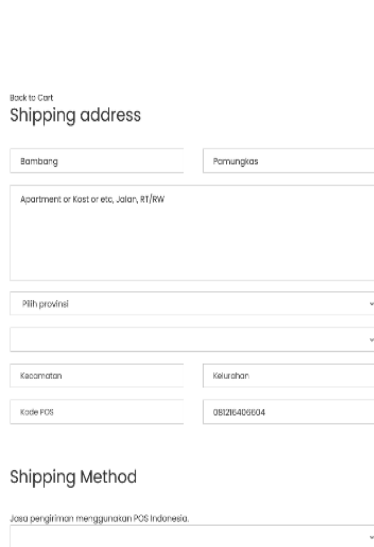 Back to Cart
Shipping address
Bambang
Pamungkas
Apartment or Kost or etc, Jalan, RT/RW
Pilih provinsi
Kecamatan
Kelurahan
Kode POS
081216406604
Shipping Method
Jasa pengiriman menggunakan POS Indonesia.